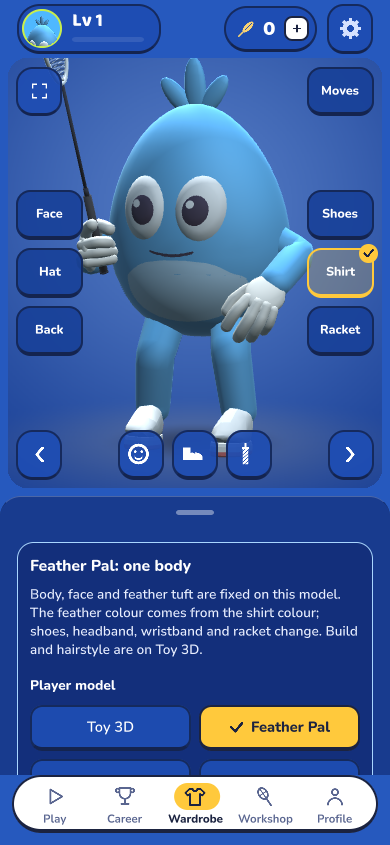 Lv 1
0
+
Moves
Face
Shoes
Hat
Shirt
Back
Racket
Feather Pal: one body
Body, face and feather tuft are fixed on this model.
The feather colour comes from the shirt colour;
shoes, headband, wristband and racket change. Build
and hairstyle are on Toy 3D.
Player model
Toy 3D
Feather Pal
Play
Career
Wardrobe
Workshop
Profile